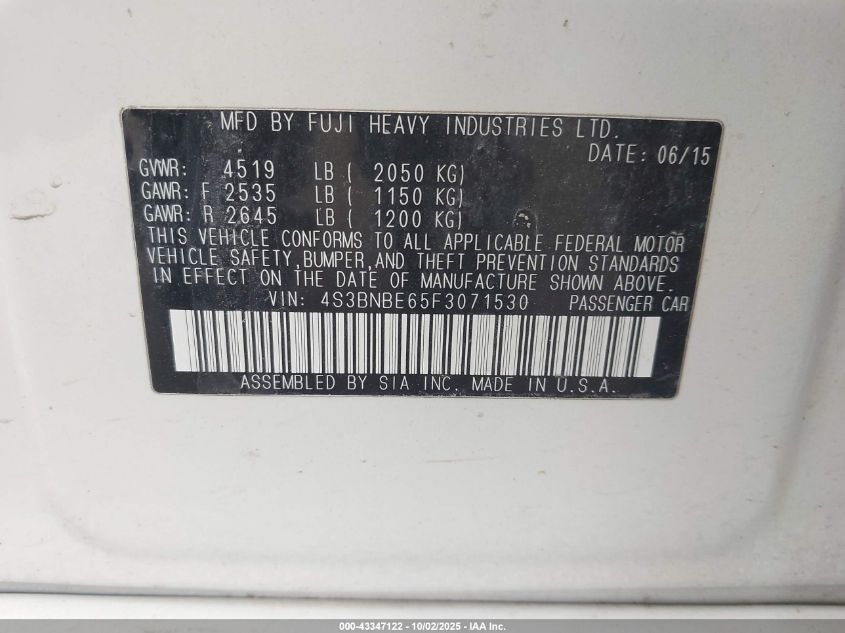 MFD BY FUJI HEAVY INDUSTRIES LTD.
DATE: 06/15
GVWR: 4519 LB ( 2050 KG)
GAWR: F 2535 LB ( 1150 KG)
GAWR: R 2645 LB ( 1200 KG)
THIS VEHICLE CONFORMS TO ALL APPLICABLE FEDERAL MOTOR
VEHICLE SAFETY,BUMPER,AND THEFT PREVENTION STANDARDS
IN EFFECT ON THE DATE OF MANUFACTURE SHOWN ABOVE.
VIN: 4S3BNBE65F3071530 PASSENGER CAR
ASSEMBLED BY SIA INC. MADE IN U.S.A.
000-43347122 - 10/02/2025 - IAA Inc.